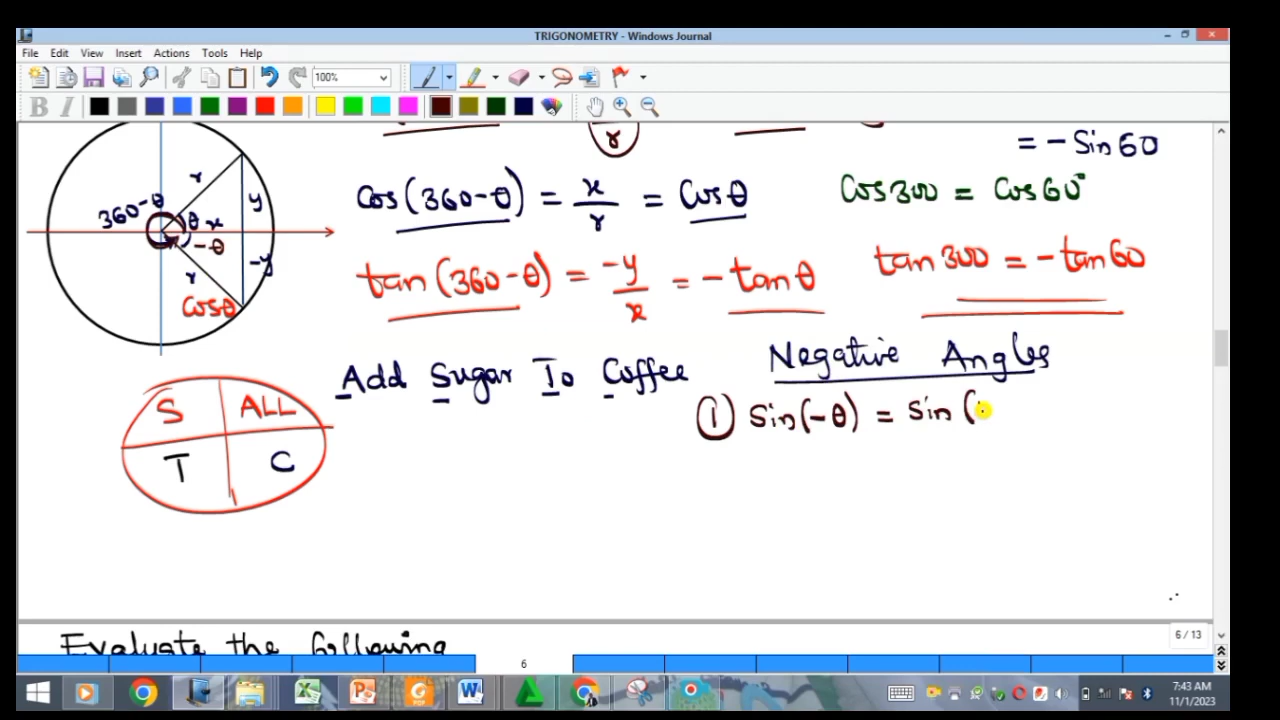 TRIGONOMETRY - Windows Journal
File Edit View Insert Actions Tools Help
100%
B I
r
= - Sin60
360-θ r θ x y
-θ
r -y
Cosθ
Cos(360-θ) = x/r = Cosθ
Cos300 = Cos60°
tan(360-θ) = -y/x = - tanθ
tan300 = - tan60
Add Sugar To Coffee
Negative Angles
S ALL
T C
① Sin(-θ) = Sin(
6 / 13
Evaluate the following
6
7:43 AM
11/1/2023